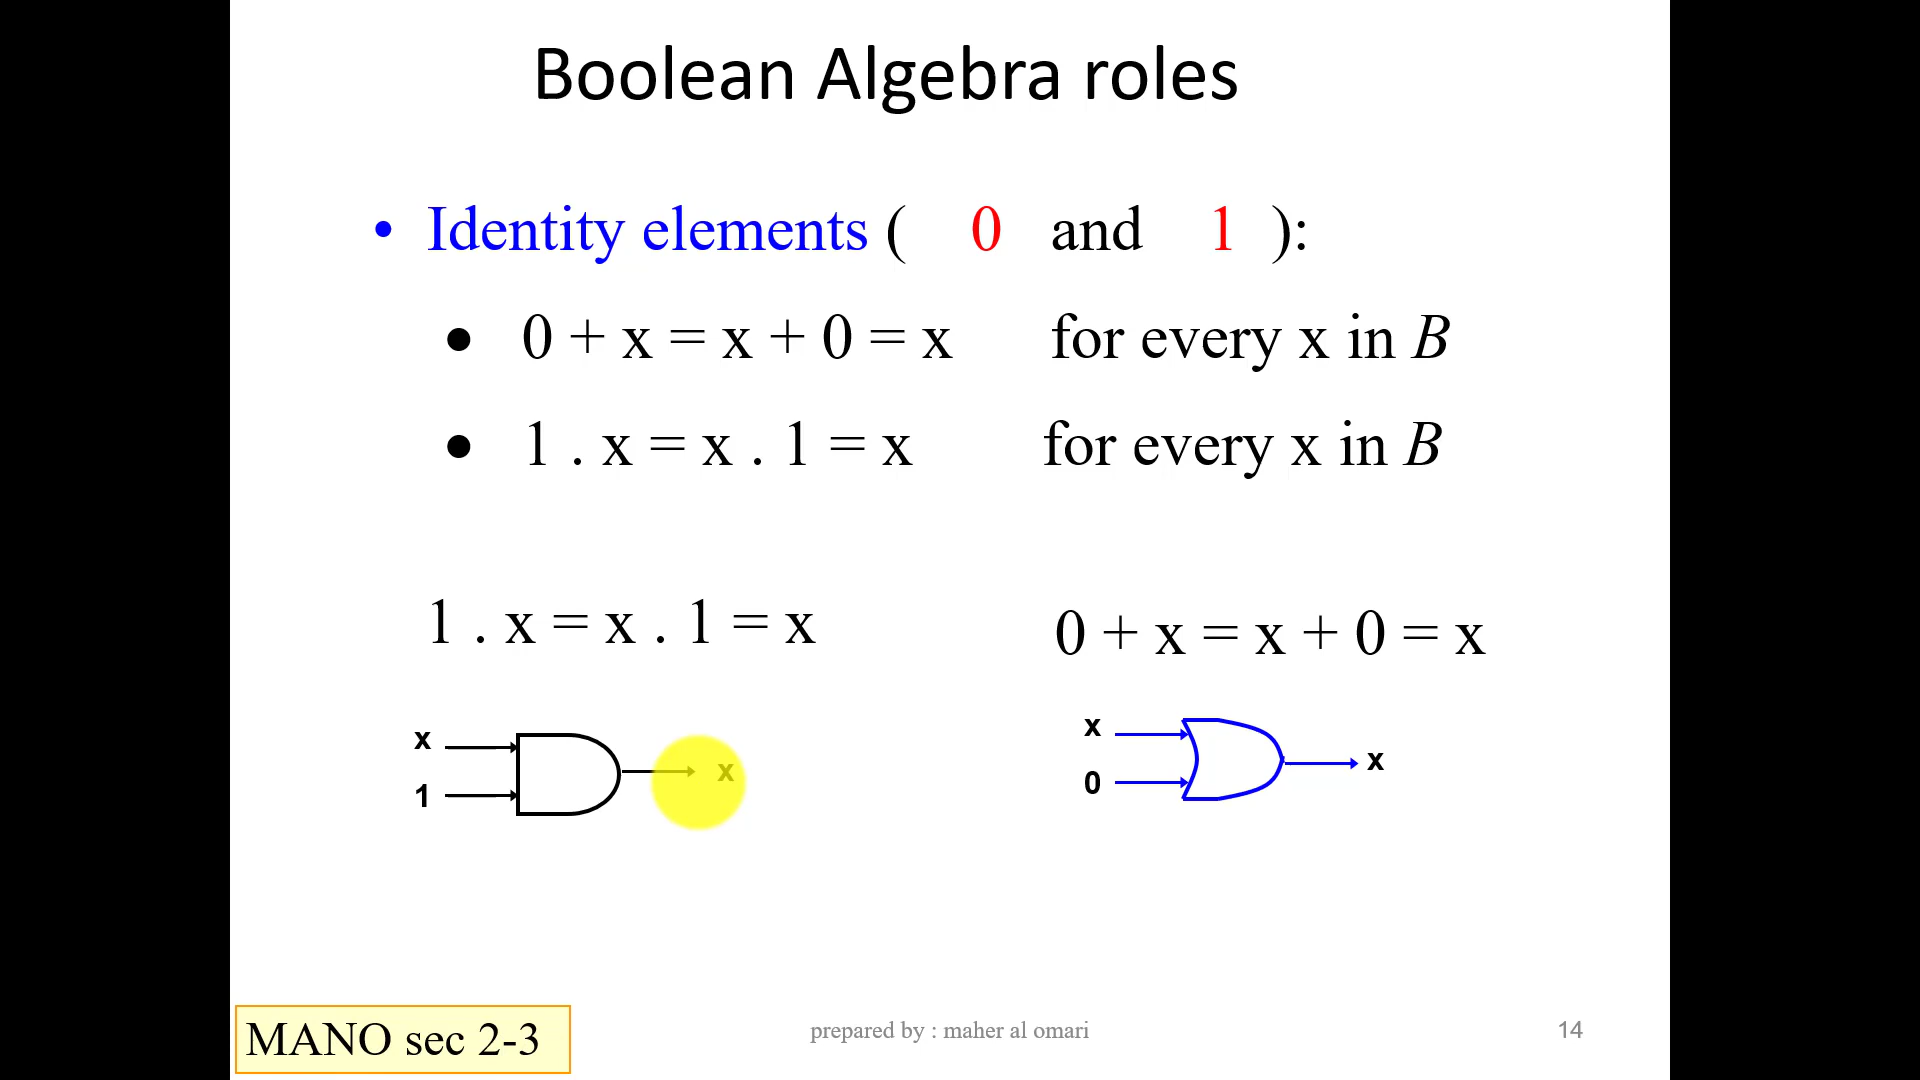 Boolean Algebra roles
• Identity elements ( 0 and 1 ):
● 0 + x = x + 0 = x for every x in B
● 1 . x = x . 1 = x for every x in B
1 . x = x . 1 = x
0 + x = x + 0 = x
x
1
x
x
0
x
MANO sec 2-3
prepared by : maher al omari
14